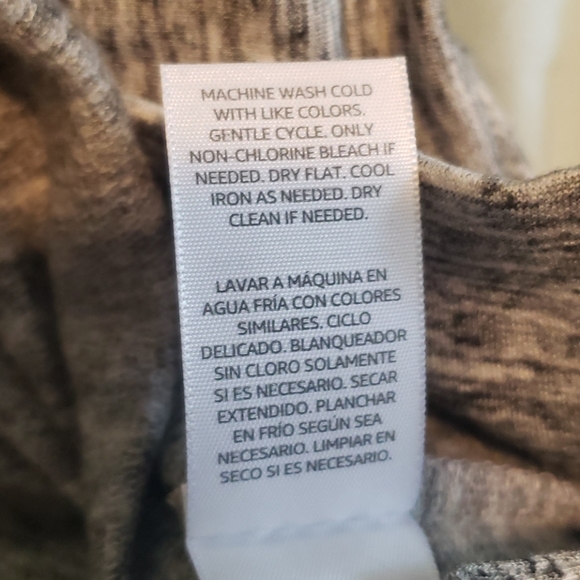 MACHINE WASH COLD
WITH LIKE COLORS.
GENTLE CYCLE. ONLY
NON-CHLORINE BLEACH IF
NEEDED. DRY FLAT. COOL
IRON AS NEEDED. DRY
CLEAN IF NEEDED.
LAVAR A MÁQUINA EN
AGUA FRÍA CON COLORES
SIMILARES. CICLO
DELICADO. BLANQUEADOR
SIN CLORO SOLAMENTE
SI ES NECESARIO. SECAR
EXTENDIDO. PLANCHAR
EN FRÍO SEGÚN SEA
NECESARIO. LIMPIAR EN
SECO SI ES NECESARIO.